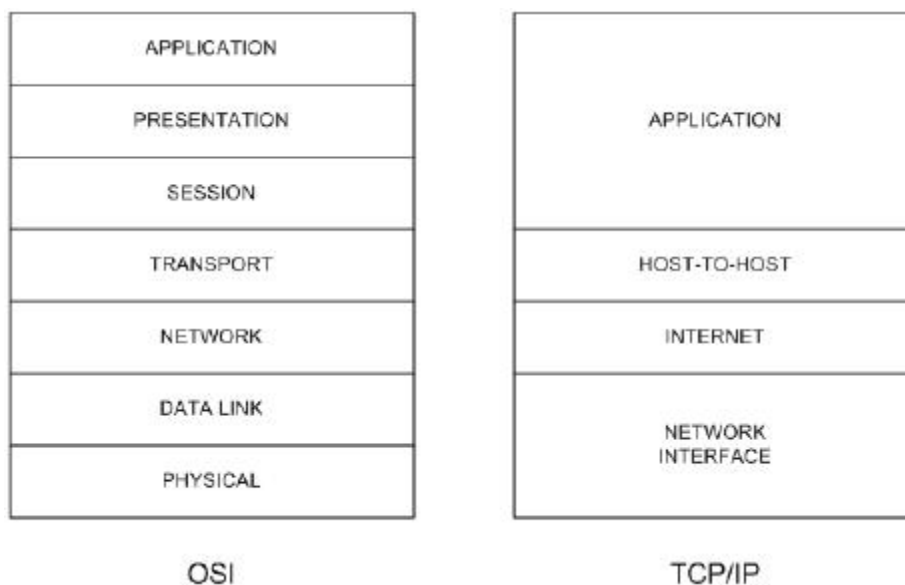 APPLICATION
PRESENTATION
SESSION
TRANSPORT
NETWORK
DATA LINK
PHYSICAL
OSI
APPLICATION
HOST-TO-HOST
INTERNET
NETWORK
INTERFACE
TCP/IP